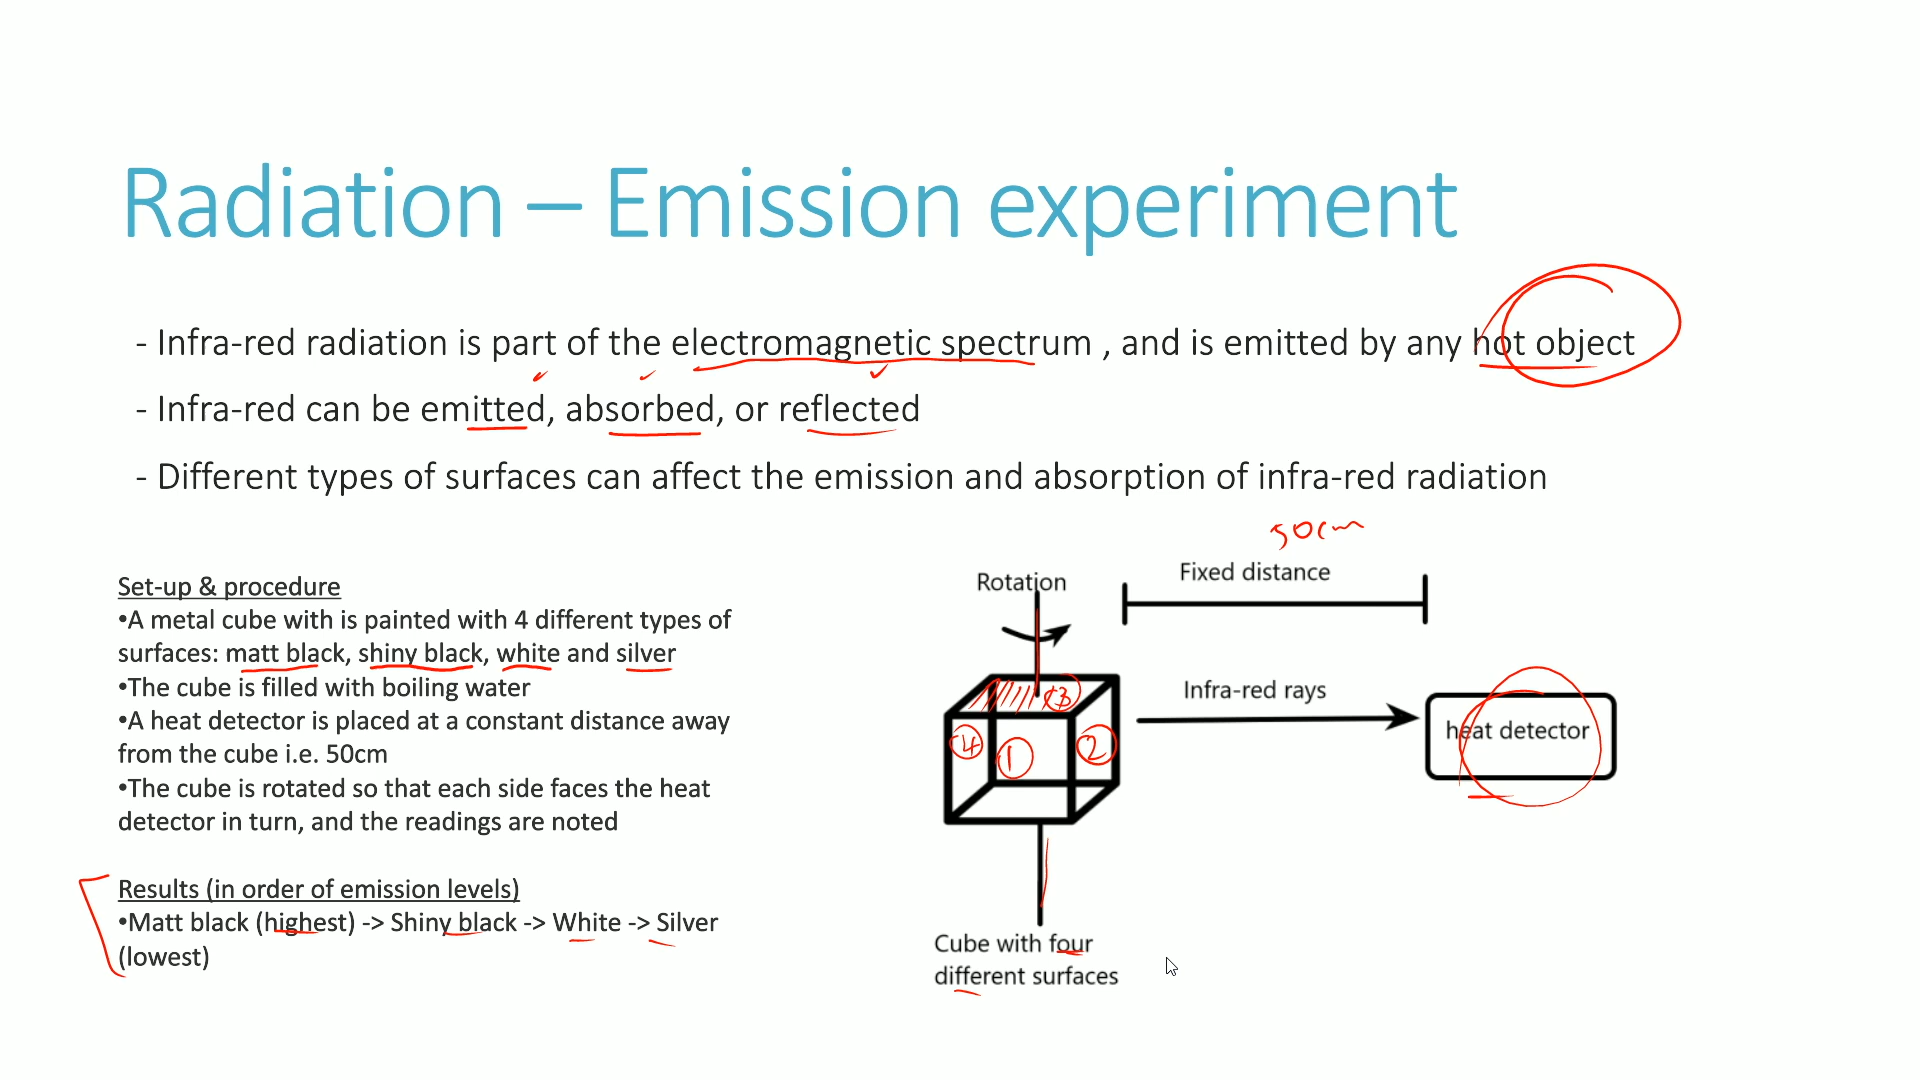 Radiation – Emission experiment
- Infra-red radiation is part of the electromagnetic spectrum , and is emitted by any hot object
- Infra-red can be emitted, absorbed, or reflected
- Different types of surfaces can affect the emission and absorption of infra-red radiation
Set-up & procedure
•A metal cube with is painted with 4 different types of
surfaces: matt black, shiny black, white and silver
•The cube is filled with boiling water
•A heat detector is placed at a constant distance away
from the cube i.e. 50cm
•The cube is rotated so that each side faces the heat
detector in turn, and the readings are noted
Results (in order of emission levels)
•Matt black (highest) -> Shiny black -> White -> Silver
(lowest)
50cm
Rotation
Fixed distance
Infra-red rays
heat detector
3
4
1
2
Cube with four
different surfaces